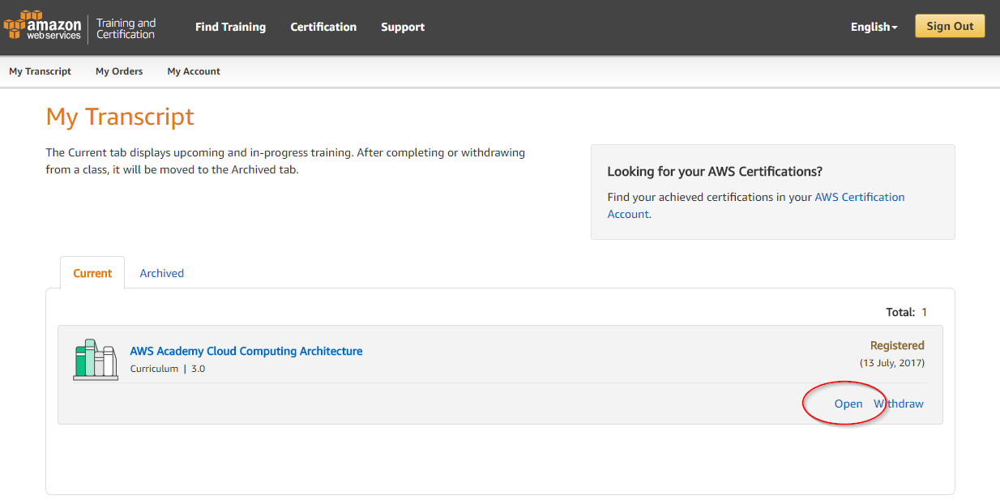 amazon
web services
Training and
Certification
Find Training
Certification
Support
English
Sign Out
My Transcript
My Orders
My Account
My Transcript
The Current tab displays upcoming and in-progress training. After completing or withdrawing
from a class, it will be moved to the Archived tab.
Looking for your AWS Certifications?
Find your achieved certifications in your AWS Certification
Account.
Current
Archived
Total: 1
AWS Academy Cloud Computing Architecture
Curriculum | 3.0
Registered
(13 July, 2017)
Open
Withdraw